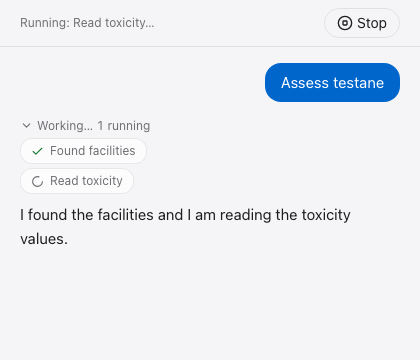 Running: Read toxicity...
Stop
Assess testane
Working... 1 running
Found facilities
Read toxicity
I found the facilities and I am reading the toxicity
values.